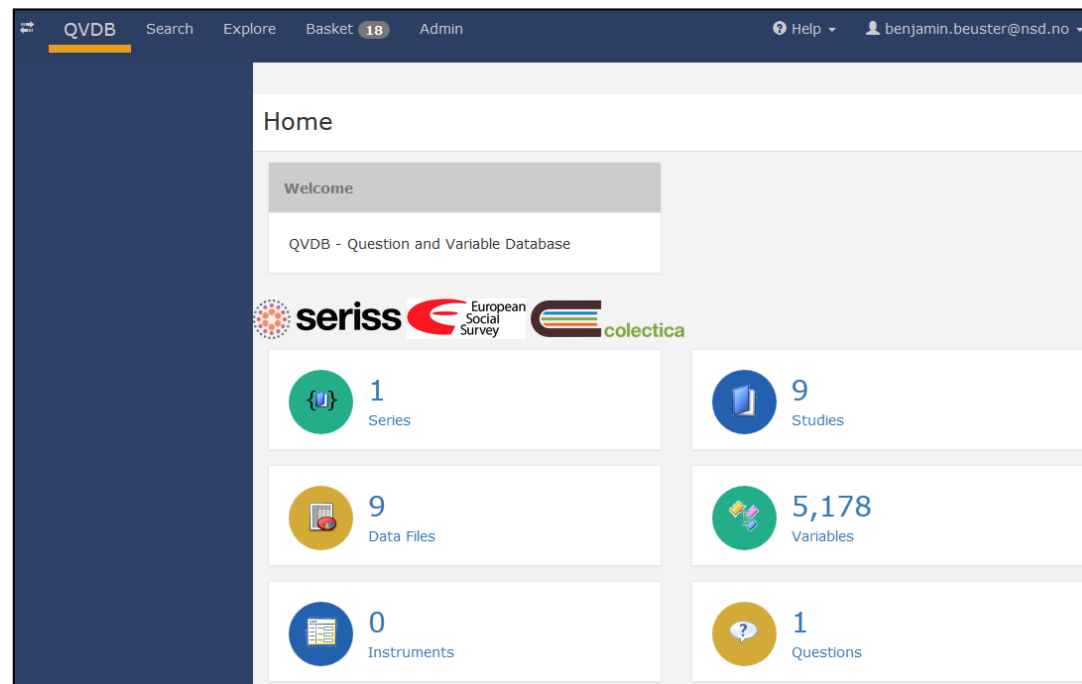 QVDB Search Explore Basket 18 Admin Help benjamin.beuster@nsd.no
Home
Welcome
QVDB - Question and Variable Database
seriss
European
Social
Survey
colectica
1
Series
9
Studies
9
Data Files
5,178
Variables
0
Instruments
1
Questions